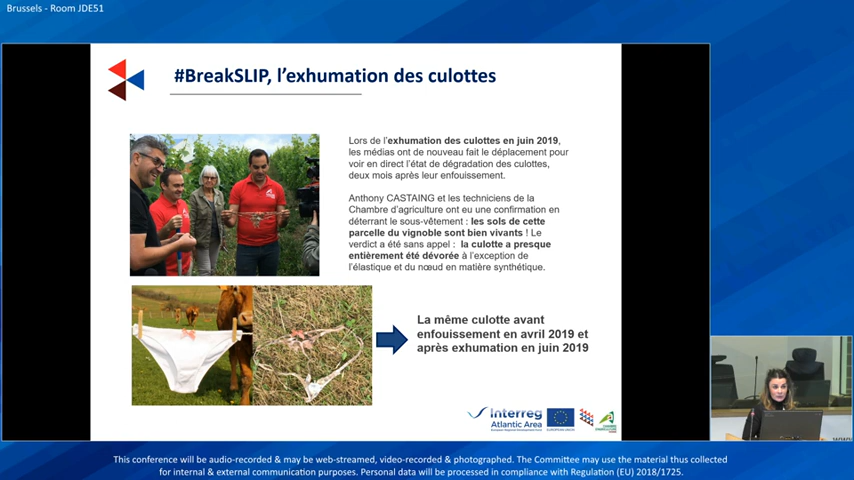 Brussels - Room JDE51
#BreakSLIP, l'exhumation des culottes
Lors de l'exhumation des culottes en juin 2019,
les médias ont de nouveau fait le déplacement pour
voir en direct l'état de dégradation des culottes,
deux mois après leur enfouissement.
Anthony CASTAING et les techniciens de la
Chambre d'agriculture ont eu une confirmation en
déterrant le sous-vêtement : les sols de cette
parcelle du vignoble sont bien vivants ! Le
verdict a été sans appel : la culotte a presque
entièrement été dévorée à l'exception de
l'élastique et du nœud en matière synthétique.
La même culotte avant
enfouissement en avril 2019 et
après exhumation en juin 2019
Interreg
Atlantic Area
This conference will be audio-recorded & may be web-streamed, video-recorded & photographed. The Committee may use the material thus collected
for internal & external communication purposes. Personal data will be processed in compliance with Regulation (EU) 2018/1725.